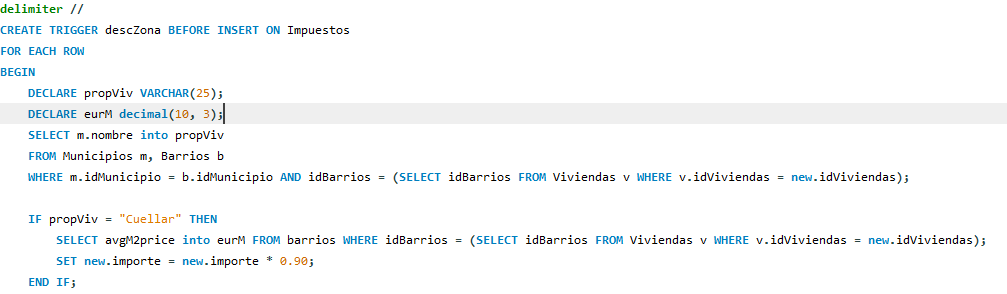 delimiter //
CREATE TRIGGER descZona BEFORE INSERT ON Impuestos
FOR EACH ROW
BEGIN
    DECLARE propViv VARCHAR(25);
    DECLARE eurM decimal(10, 3);
    SELECT m.nombre into propViv
    FROM Municipios m, Barrios b
    WHERE m.idMunicipio = b.idMunicipio AND idBarrios = (SELECT idBarrios FROM Viviendas v WHERE v.idViviendas = new.idViviendas);

    IF propViv = "Cuellar" THEN
        SELECT avgM2price into eurM FROM barrios WHERE idBarrios = (SELECT idBarrios FROM Viviendas v WHERE v.idViviendas = new.idViviendas);
        SET new.importe = new.importe * 0.90;
    END IF;